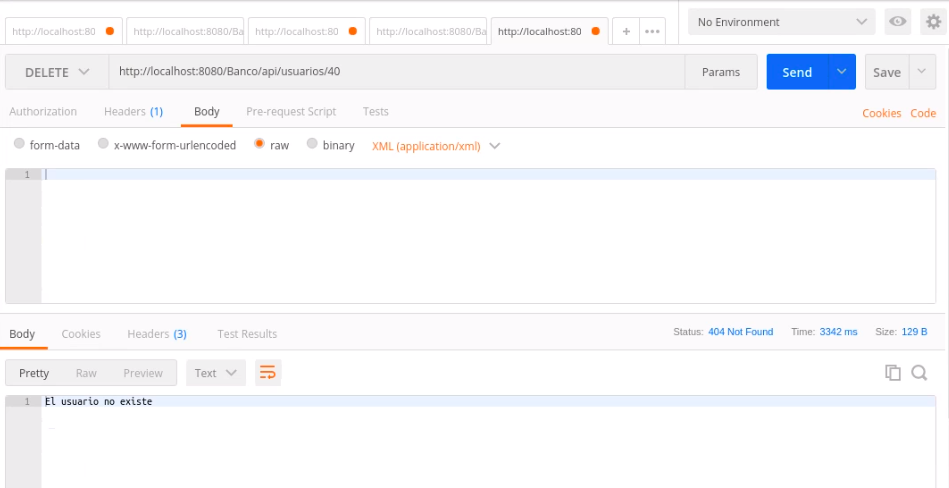 http://localhost:80 http://localhost:8080/Ba http://localhost:80 http://localhost:8080/Ba http://localhost:80 + ••• No Environment
DELETE http://localhost:8080/Banco/api/usuarios/40 Params Send Save
Authorization Headers (1) Body Pre-request Script Tests Cookies Code
form-data x-www-form-urlencoded raw binary XML (application/xml)
1
Body Cookies Headers (3) Test Results Status: 404 Not Found Time: 3342 ms Size: 129 B
Pretty Raw Preview Text
1 El usuario no existe